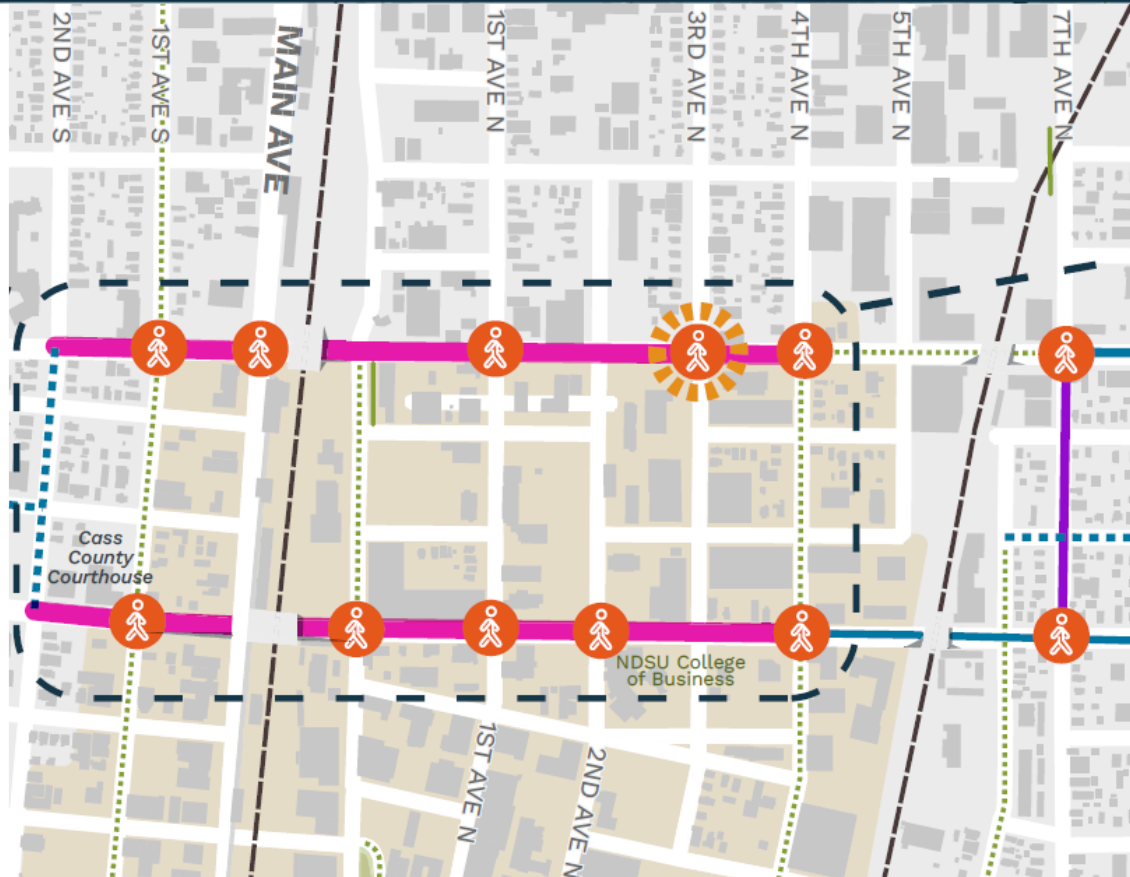 2ND AVE S
1ST AVE S
MAIN AVE
1ST AVE N
3RD AVE N
4TH AVE N
5TH AVE N
7TH AVE N
Cass
County
Courthouse
NDSU College
of Business
1ST AVE N
2ND AVE N